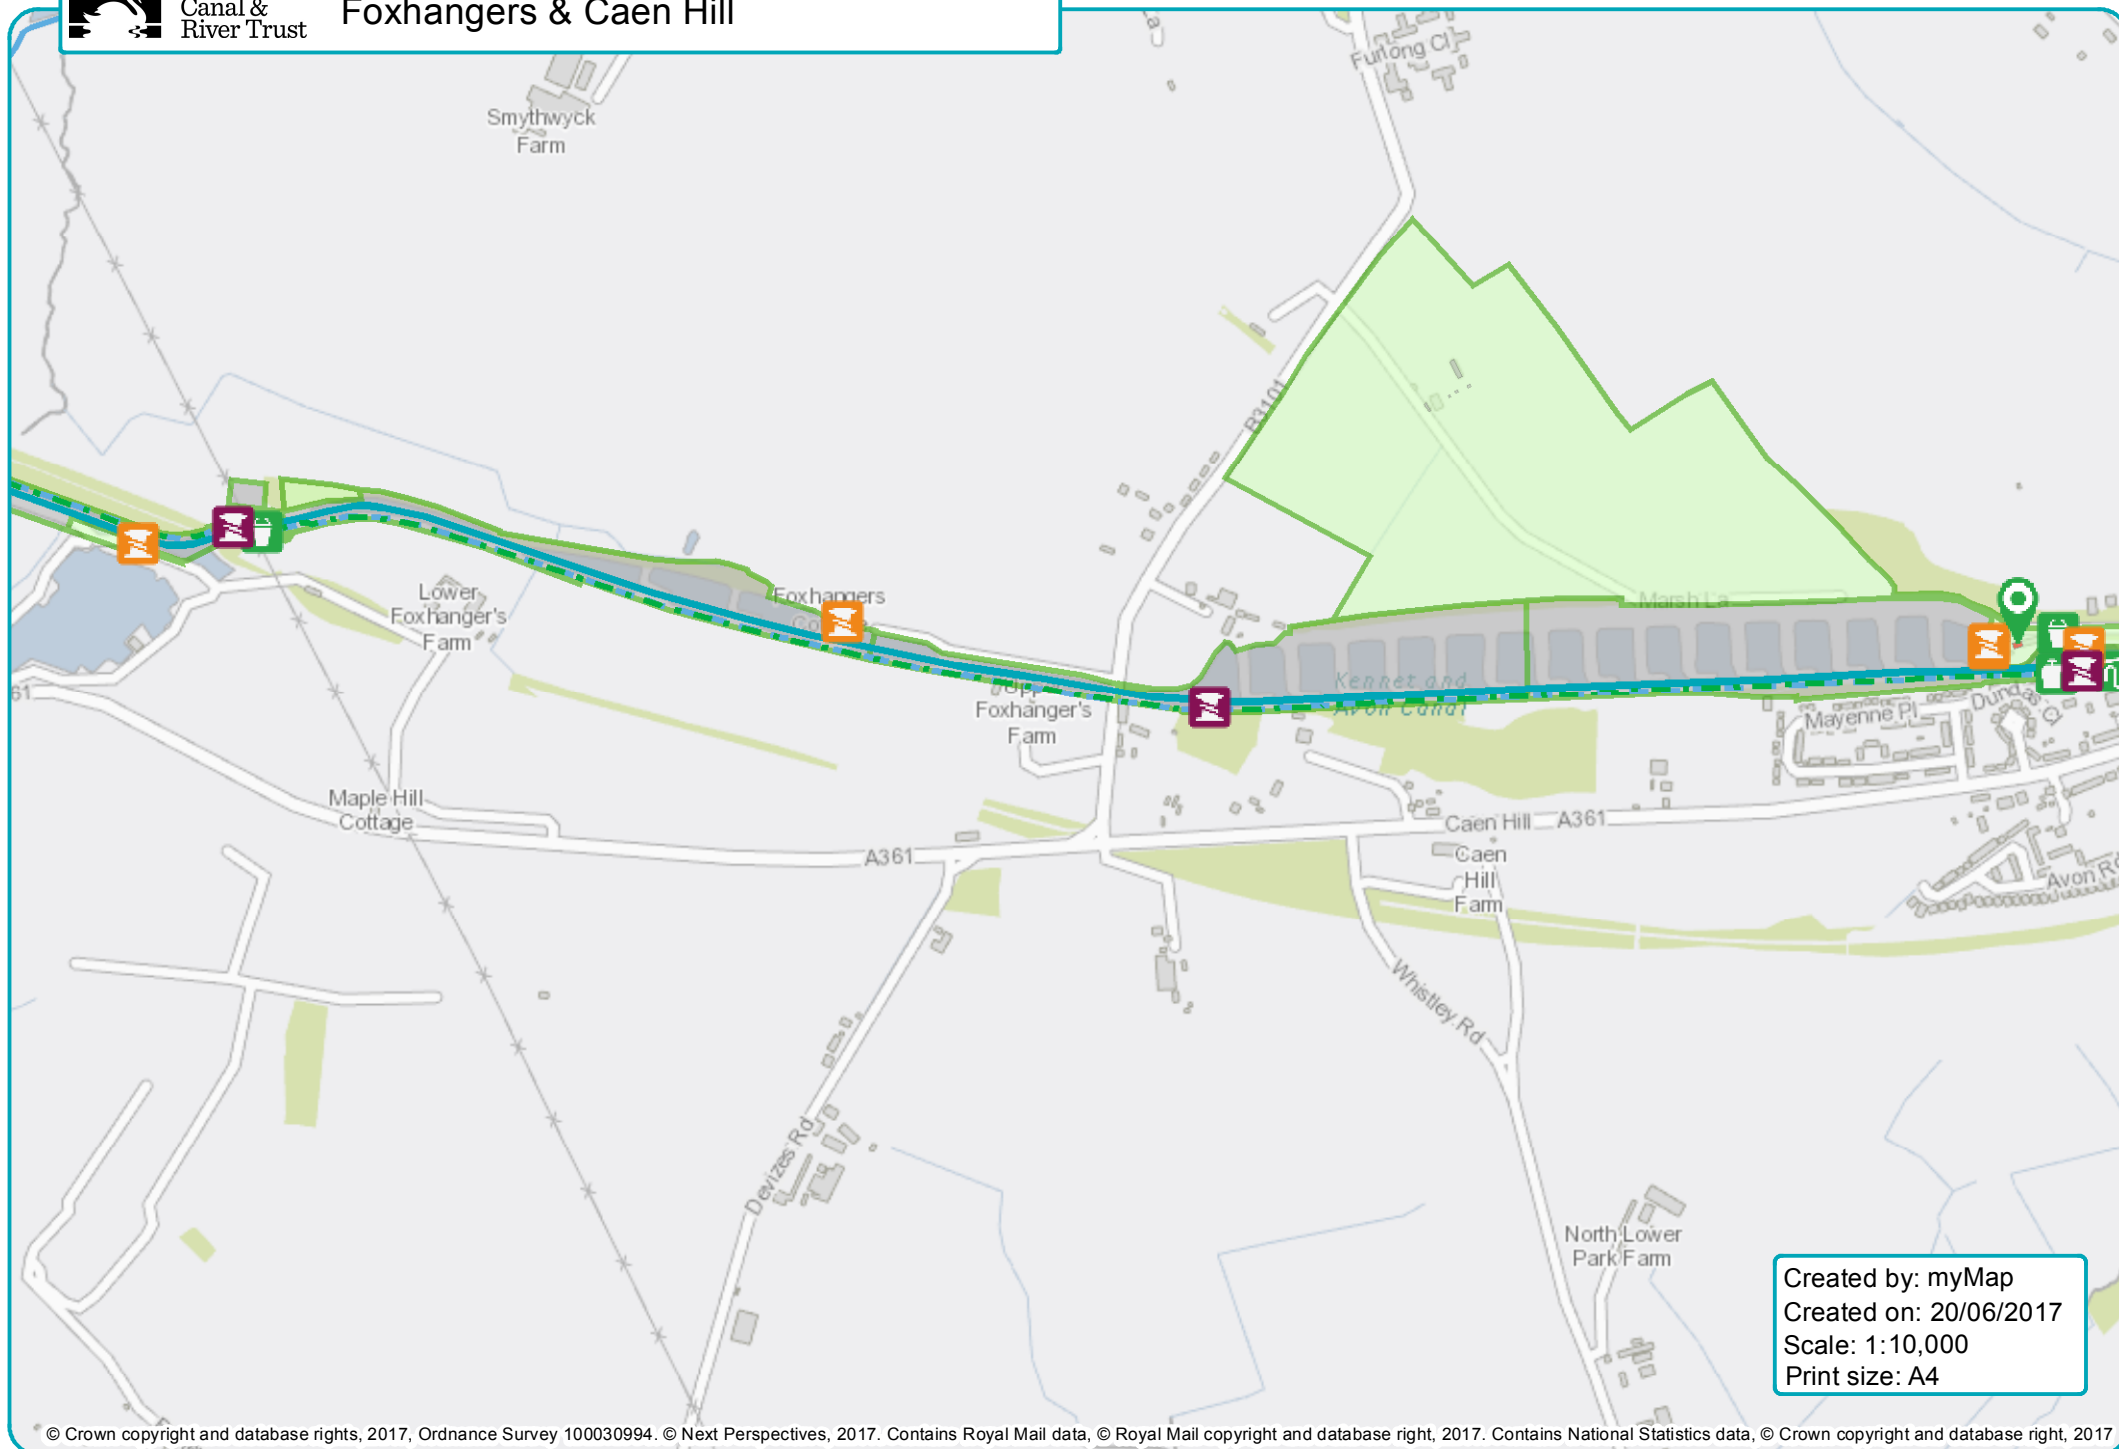 Canal &
River Trust
Foxhangers & Caen Hill
Furlong Cl
Smythwyck
Farm
B3101
Lower
Foxhanger's
Farm
Foxhangers
Marsh La
Kennet and
Avon Canal
Foxhanger's
Farm
Mayenne Pl
Dundas Cl
Maple Hill
Cottage
A361
Caen Hill
A361
Caen
Hill
Farm
Avon Rd
Whistley Rd
Devizes Rd
North Lower
Park Farm
Created by: myMap
Created on: 20/06/2017
Scale: 1:10,000
Print size: A4
© Crown copyright and database rights, 2017, Ordnance Survey 100030994. © Next Perspectives, 2017. Contains Royal Mail data, © Royal Mail copyright and database right, 2017. Contains National Statistics data, © Crown copyright and database right, 2017